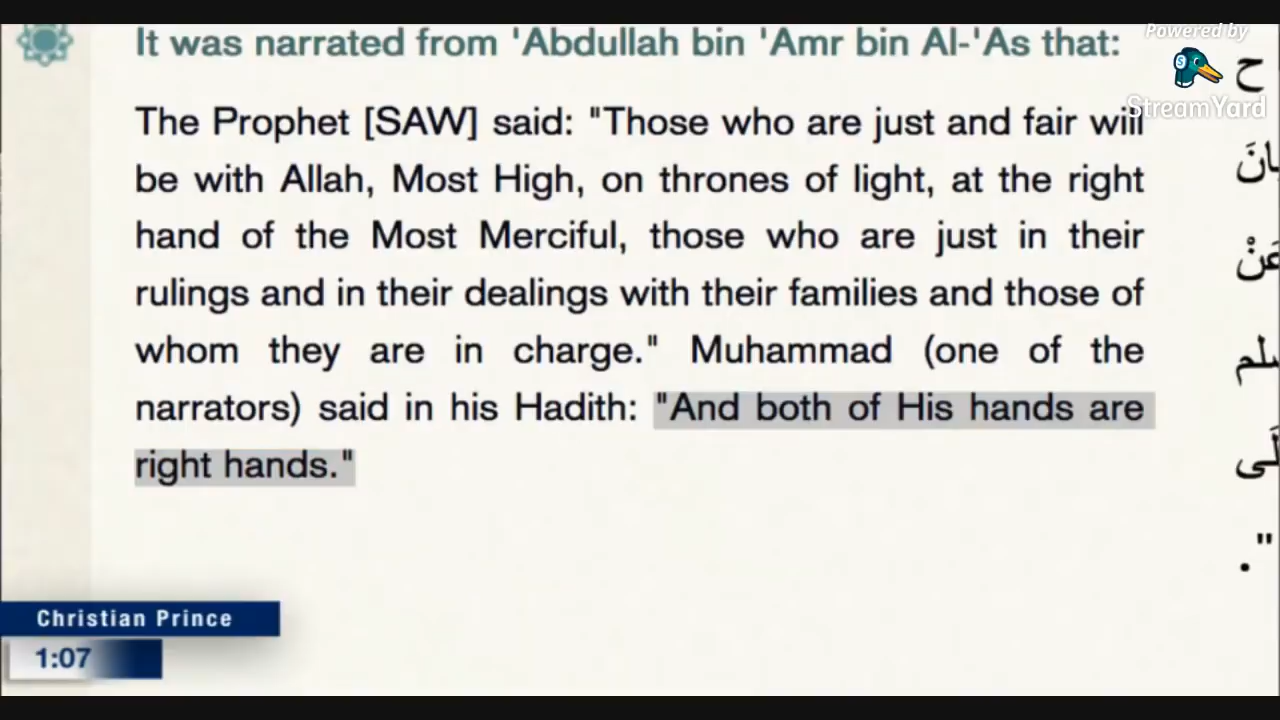 It was narrated from 'Abdullah bin 'Amr bin Al-'As that:
Powered by
StreamYard
The Prophet [SAW] said: "Those who are just and fair will
be with Allah, Most High, on thrones of light, at the right
hand of the Most Merciful, those who are just in their
rulings and in their dealings with their families and those of
whom they are in charge." Muhammad (one of the
narrators) said in his Hadith: "And both of His hands are
right hands."
عَنْ
Christian Prince
1:07